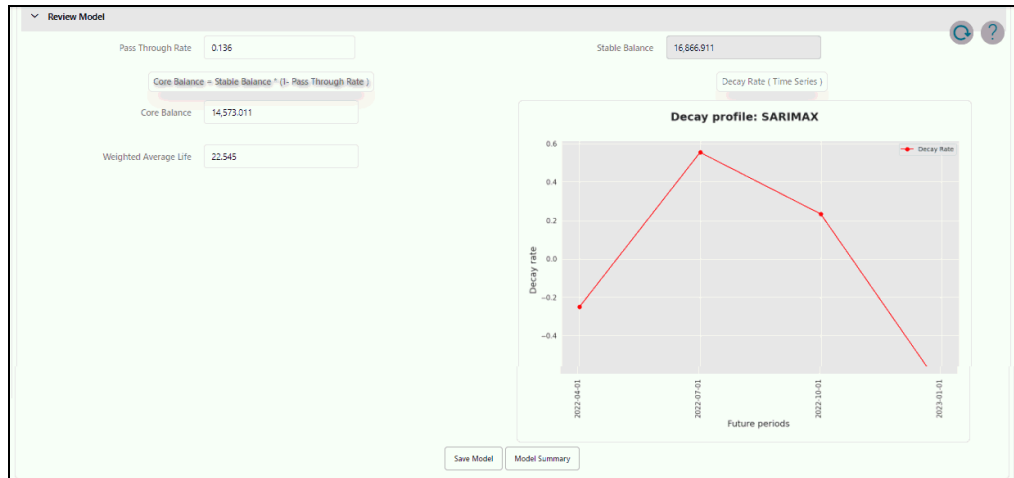 Review Model
Pass Through Rate 0.136
Stable Balance 16,866.911
?
Core Balance = Stable Balance * (1- Pass Through Rate )
Decay Rate ( Time Series )
Core Balance 14,573.011
Weighted Average Life 22.545
Decay profile: SARIMAX
Decay Rate
0.6
0.4
0.2
0.0
−0.2
−0.4
Decay rate
2022-04-01
2022-07-01
2022-10-01
2023-01-01
Future periods
Save Model
Model Summary